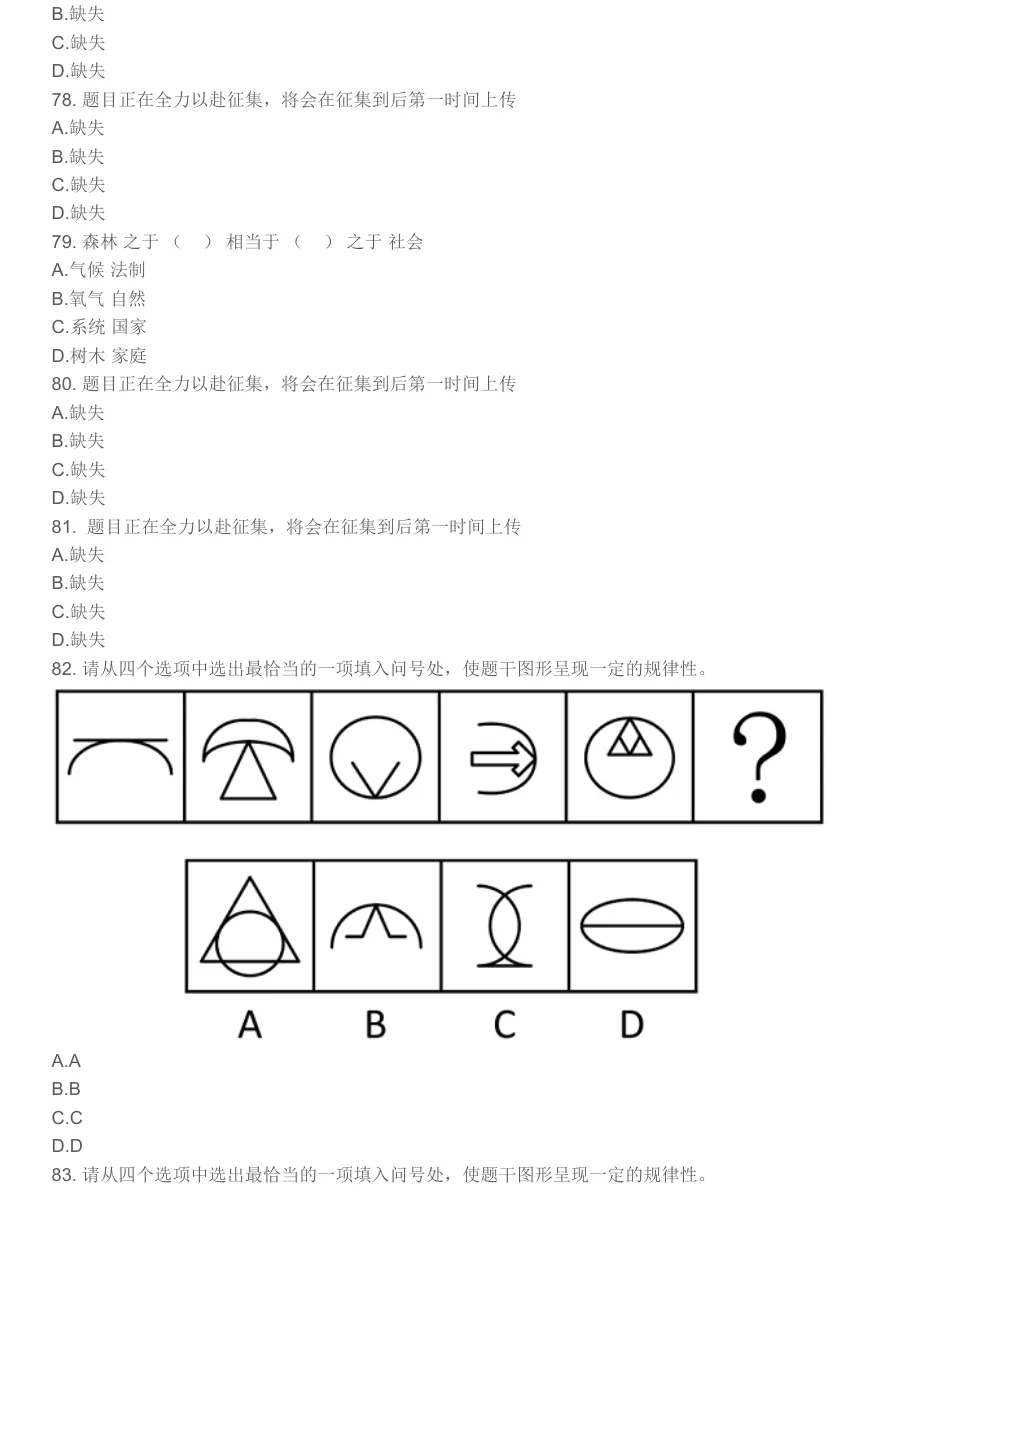 B.缺失
C.缺失
D.缺失
78. 题目正在全力以赴征集，将会在征集到后第一时间上传
A.缺失
B.缺失
C.缺失
D.缺失
79. 森林 之于 （　） 相当于 （　） 之于 社会
A.气候 法制
B.氧气 自然
C.系统 国家
D.树木 家庭
80. 题目正在全力以赴征集，将会在征集到后第一时间上传
A.缺失
B.缺失
C.缺失
D.缺失
81. 题目正在全力以赴征集，将会在征集到后第一时间上传
A.缺失
B.缺失
C.缺失
D.缺失
82. 请从四个选项中选出最恰当的一项填入问号处，使题干图形呈现一定的规律性。
?
A B C D
A.A
B.B
C.C
D.D
83. 请从四个选项中选出最恰当的一项填入问号处，使题干图形呈现一定的规律性。